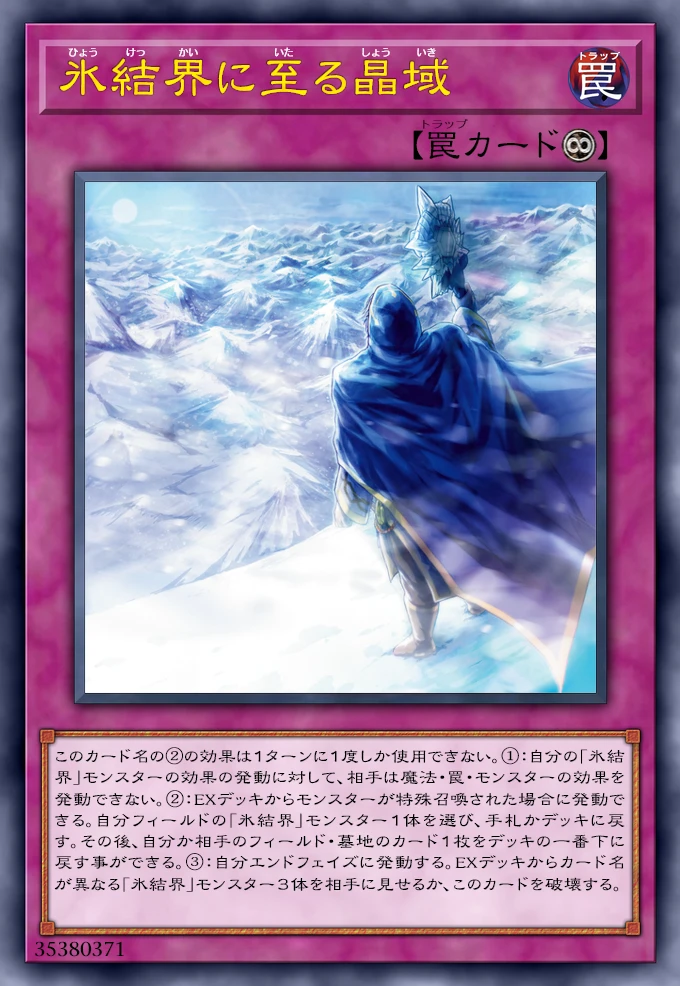 ひょう けっ かい いた しょう いき
氷結界に至る晶域
トラップ
罠
トラップ
【罠カード】
このカード名の②の効果は1ターンに1度しか使用できない。①:自分の「氷結
界」モンスターの効果の発動に対して、相手は魔法・罠・モンスターの効果を
発動できない。②:EXデッキからモンスターが特殊召喚された場合に発動で
きる。自分フィールドの「氷結界」モンスター1体を選び、手札かデッキに戻
す。その後、自分か相手のフィールド・墓地のカード1枚をデッキの一番下に
戻す事ができる。③:自分エンドフェイズに発動する。EXデッキからカード名
が異なる「氷結界」モンスター3体を相手に見せるか、このカードを破壊する。
35380371